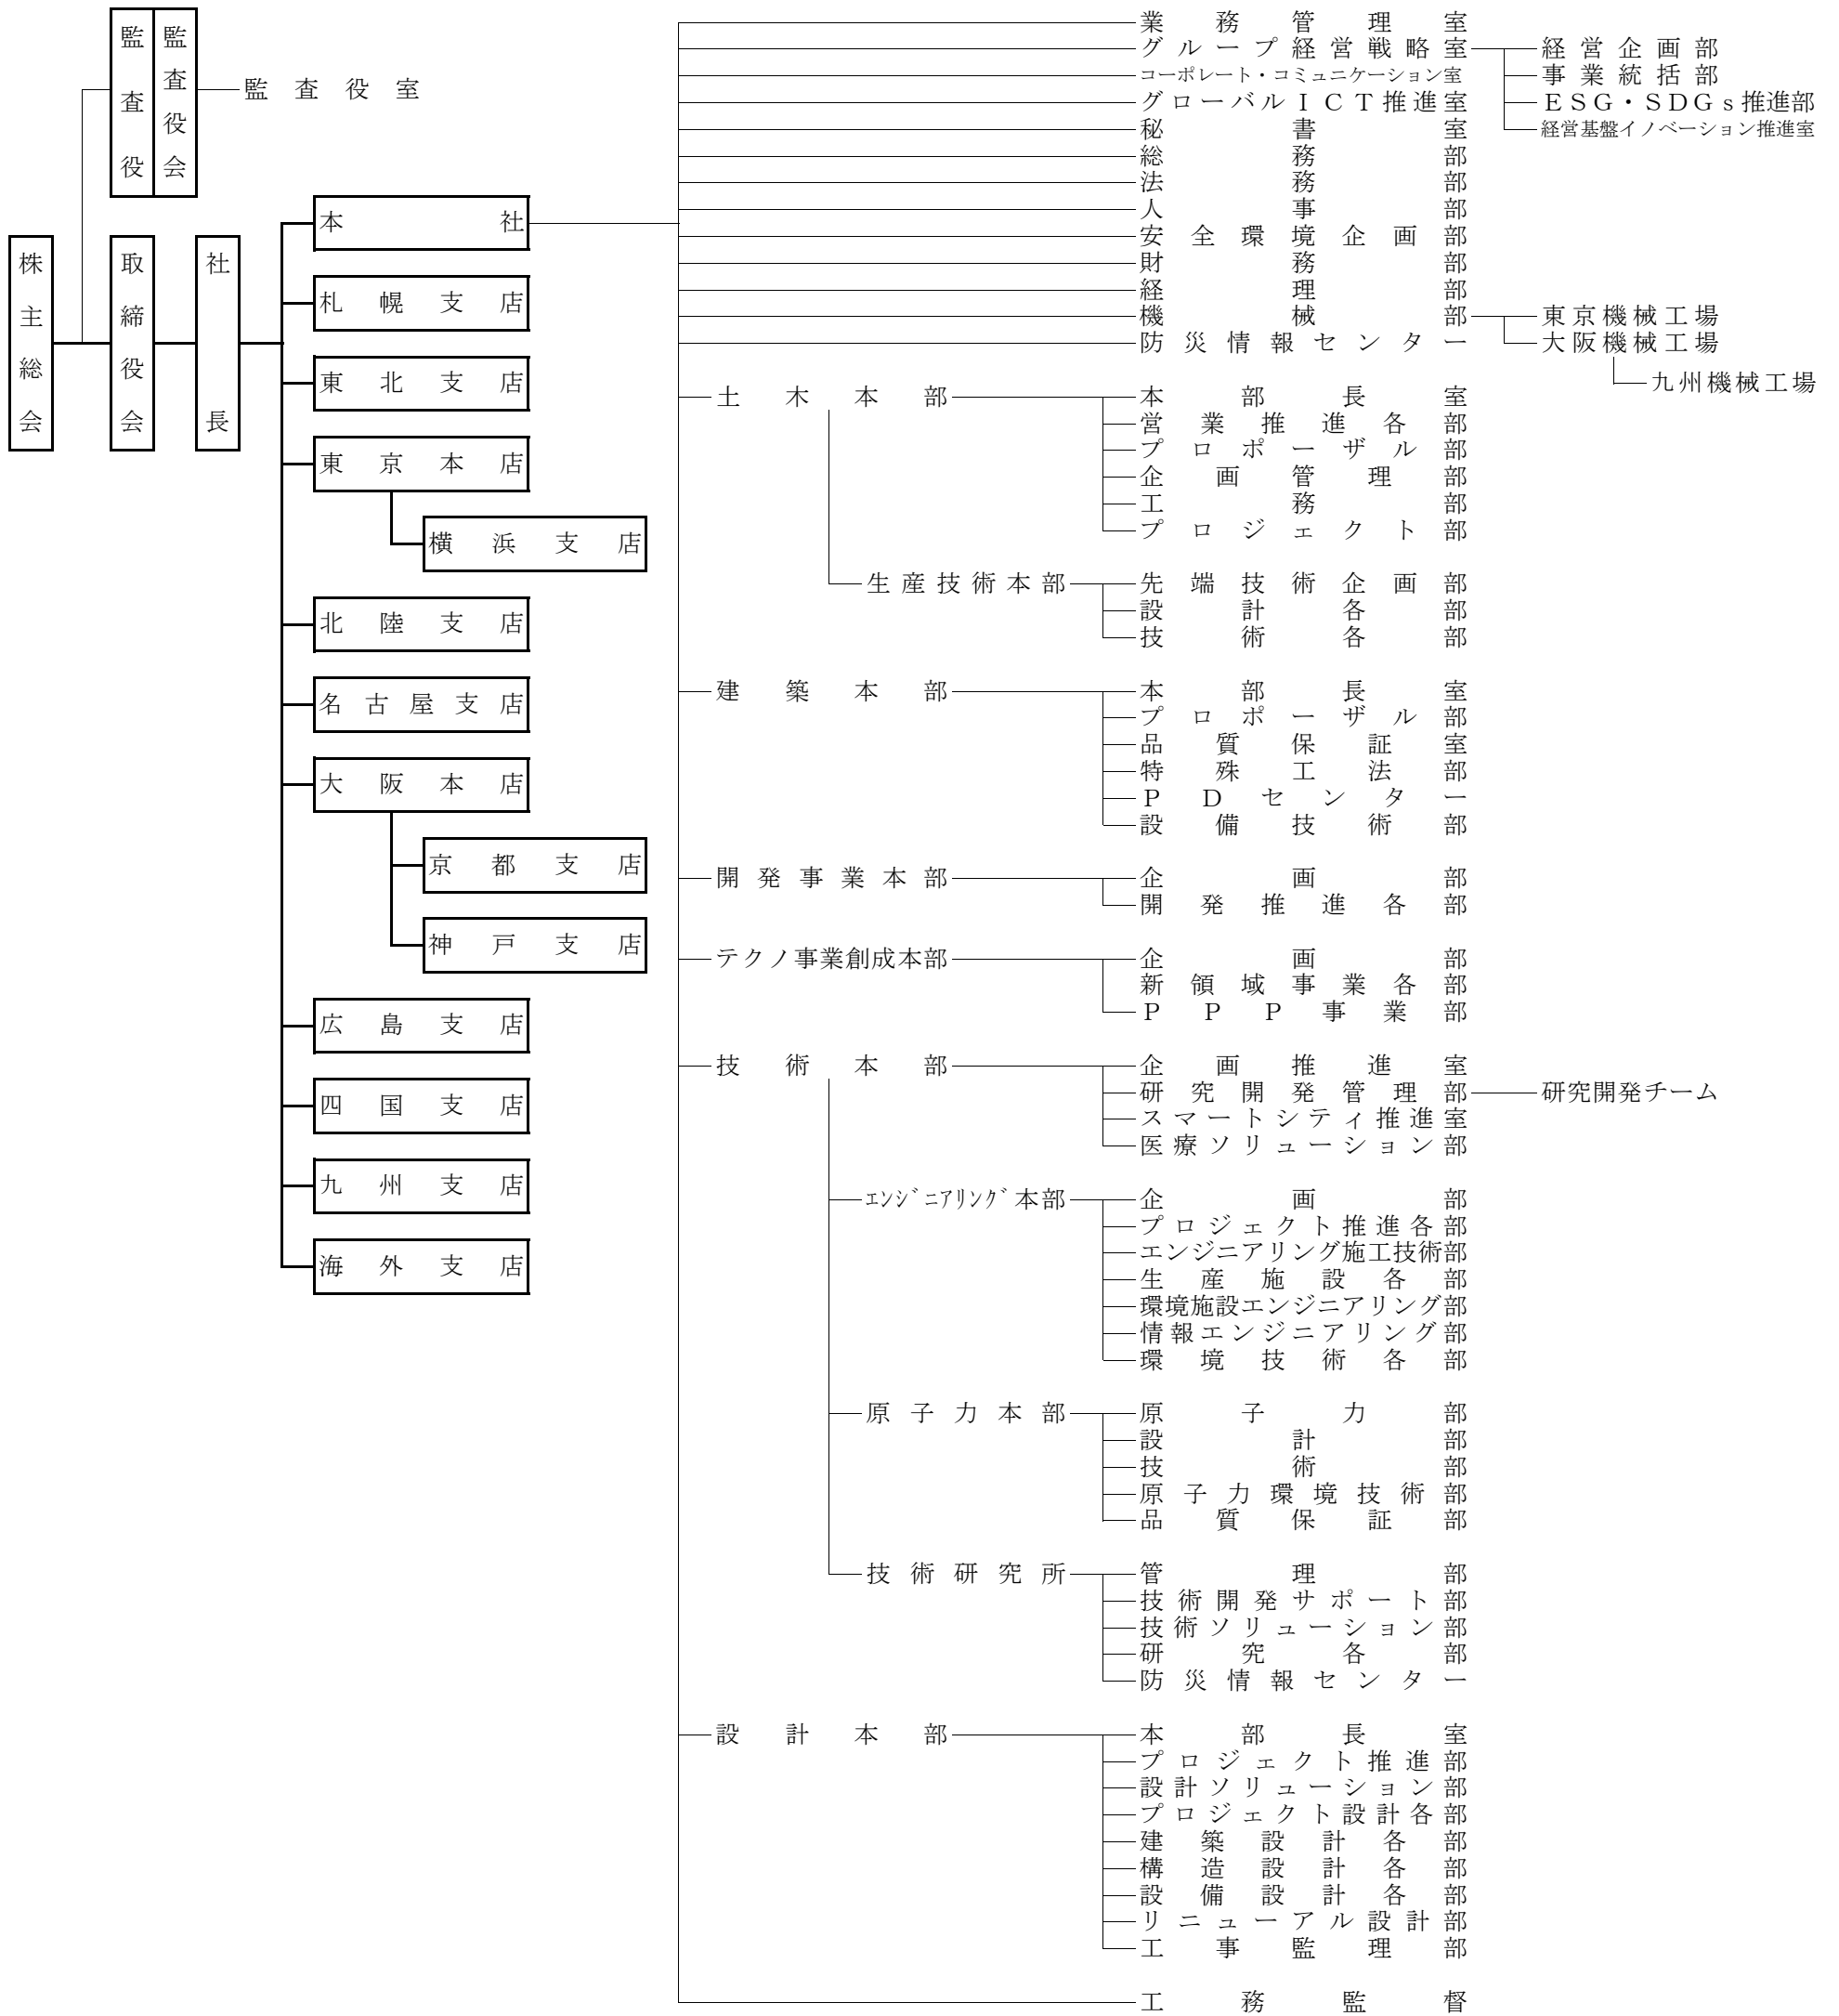 監査役
監査役会
監査役室
株主総会
取締役会
社長
本社
札幌支店
東北支店
東京本店
横浜支店
北陸支店
名古屋支店
大阪本店
京都支店
神戸支店
広島支店
四国支店
九州支店
海外支店
業務管理室
グループ経営戦略室
経営企画部
事業統括部
ESG・SDGs推進部
経営基盤イノベーション推進室
コーポレート・コミュニケーション室
グローバルICT推進室
秘書室
総務部
法務部
人事部
安全環境企画部
財務部
経理部
機械部
東京機械工場
大阪機械工場
九州機械工場
防災情報センター
土木本部
本部長室
営業推進各部
プロポーザル部
企画管理部
工務部
プロジェクト部
生産技術本部
先端技術企画部
設計各部
技術各部
建築本部
本部長室
プロポーザル部
品質保証室
特殊工法部
PDセンター
設備技術部
開発事業本部
企画部
開発推進各部
テクノ事業創成本部
企画部
新領域事業各部
PPP事業部
技術本部
企画推進室
研究開発管理部
研究開発チーム
スマートシティ推進室
医療ソリューション部
エンジニアリング本部
企画部
プロジェクト推進各部
エンジニアリング施工技術部
生産施設各部
環境施設エンジニアリング部
情報エンジニアリング部
環境技術各部
原子力本部
原子力部
設計部
技術部
原子力環境技術部
品質保証部
技術研究所
管理部
技術開発サポート部
技術ソリューション部
研究各部
防災情報センター
設計本部
本部長室
プロジェクト推進部
設計ソリューション部
プロジェクト設計各部
建築設計各部
構造設計各部
設備設計各部
リニューアル設計部
工事監理部
工務監督